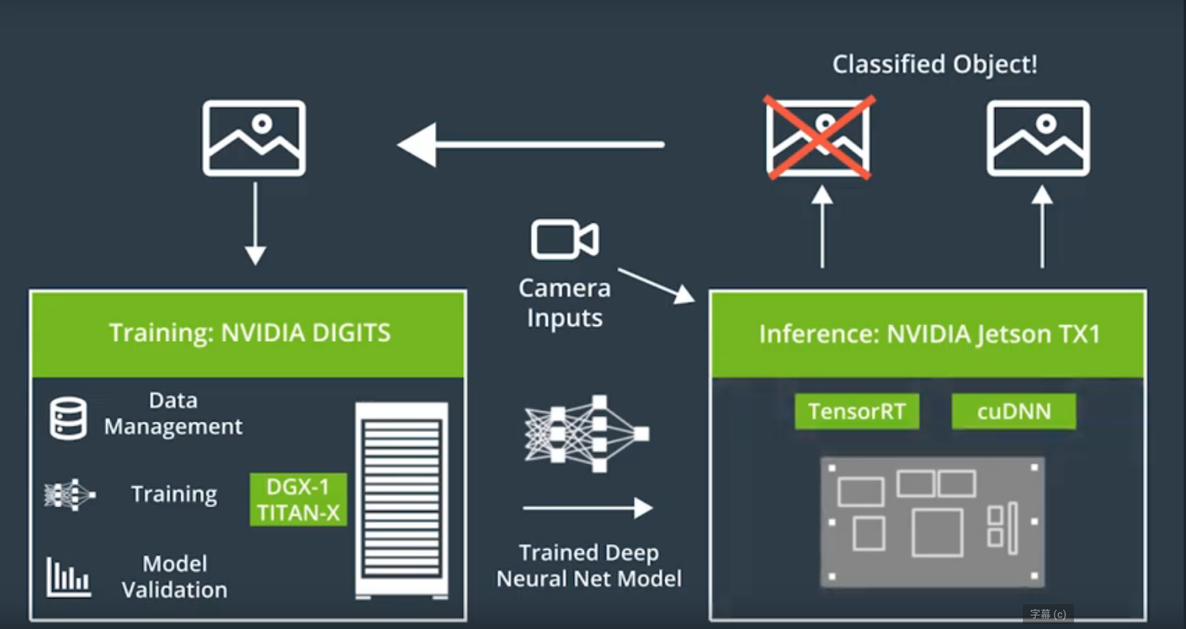 Classified Object!
Camera
Inputs
Training: NVIDIA DIGITS
Data
Management
Training
DGX-1
TITAN-X
Model
Validation
Trained Deep
Neural Net Model
Inference: NVIDIA Jetson TX1
TensorRT
cuDNN
字幕 (c)